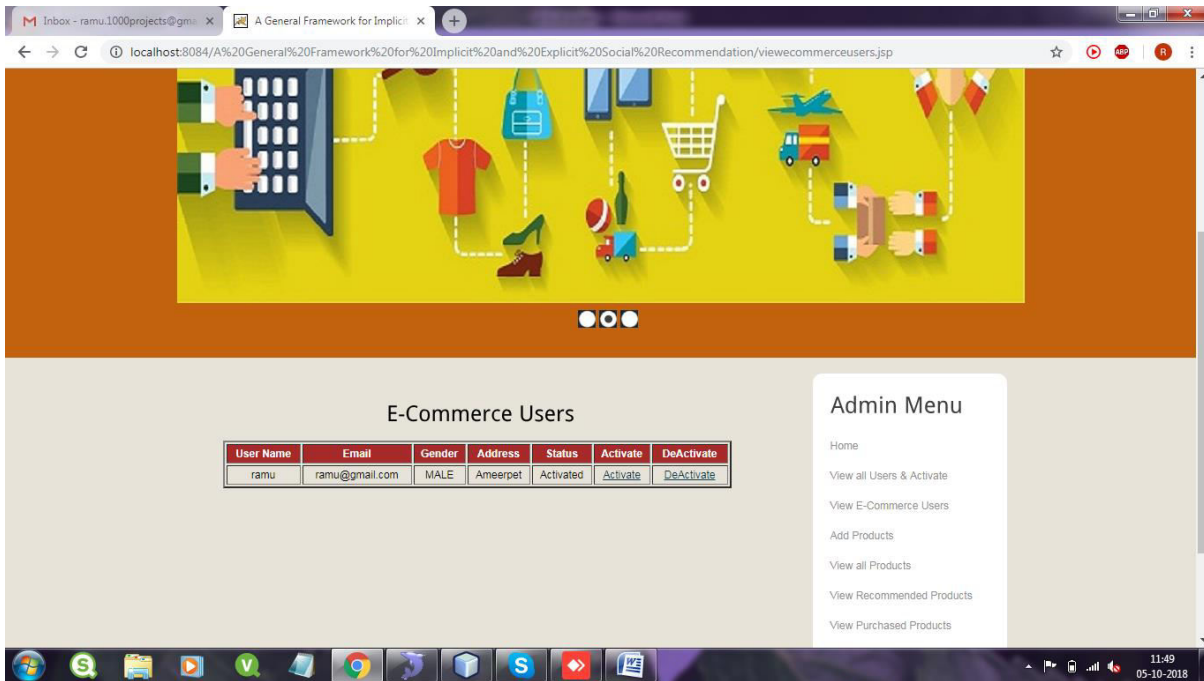 Inbox - ramu.1000projects@gma
A General Framework for Implicit
localhost:8084/A%20General%20Framework%20for%20Implicit%20and%20Explicit%20Social%20Recommendation/viewecommerceusers.jsp
ABP
R
E-Commerce Users
User Name Email Gender Address Status Activate DeActivate
ramu ramu@gmail.com MALE Ameerpet Activated Activate DeActivate
Admin Menu
Home
View all Users & Activate
View E-Commerce Users
Add Products
View all Products
View Recommended Products
View Purchased Products
11:49
05-10-2018